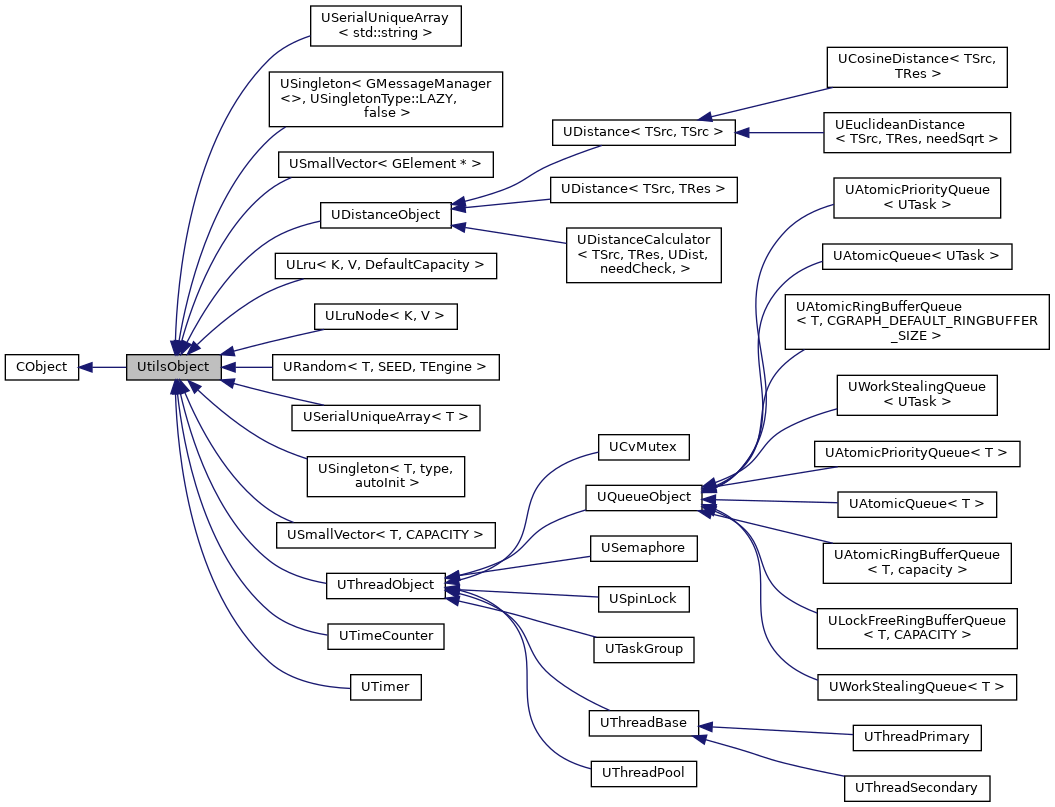 USerialUniqueArray
< std::string >
USingleton< GMessageManager
<>, USingletonType::LAZY,
false >
USmallVector< GElement * >
UDistanceObject
ULru< K, V, DefaultCapacity >
ULruNode< K, V >
CObject
UtilsObject
URandom< T, SEED, TEngine >
USerialUniqueArray< T >
USingleton< T, type,
autoInit >
USmallVector< T, CAPACITY >
UThreadObject
UTimeCounter
UTimer
UDistance< TSrc, TSrc >
UDistance< TSrc, TRes >
UDistanceCalculator
< TSrc, TRes, UDist,
needCheck, >
UCosineDistance< TSrc,
TRes >
UEuclideanDistance
< TSrc, TRes, needSqrt >
UCvMutex
UQueueObject
USemaphore
USpinLock
UTaskGroup
UThreadBase
UThreadPool
UAtomicPriorityQueue
< UTask >
UAtomicQueue< UTask >
UAtomicRingBufferQueue
< T, CGRAPH_DEFAULT_RINGBUFFER
_SIZE >
UWorkStealingQueue
< UTask >
UAtomicPriorityQueue< T >
UAtomicQueue< T >
UAtomicRingBufferQueue
< T, capacity >
ULockFreeRingBufferQueue
< T, CAPACITY >
UWorkStealingQueue< T >
UThreadPrimary
UThreadSecondary